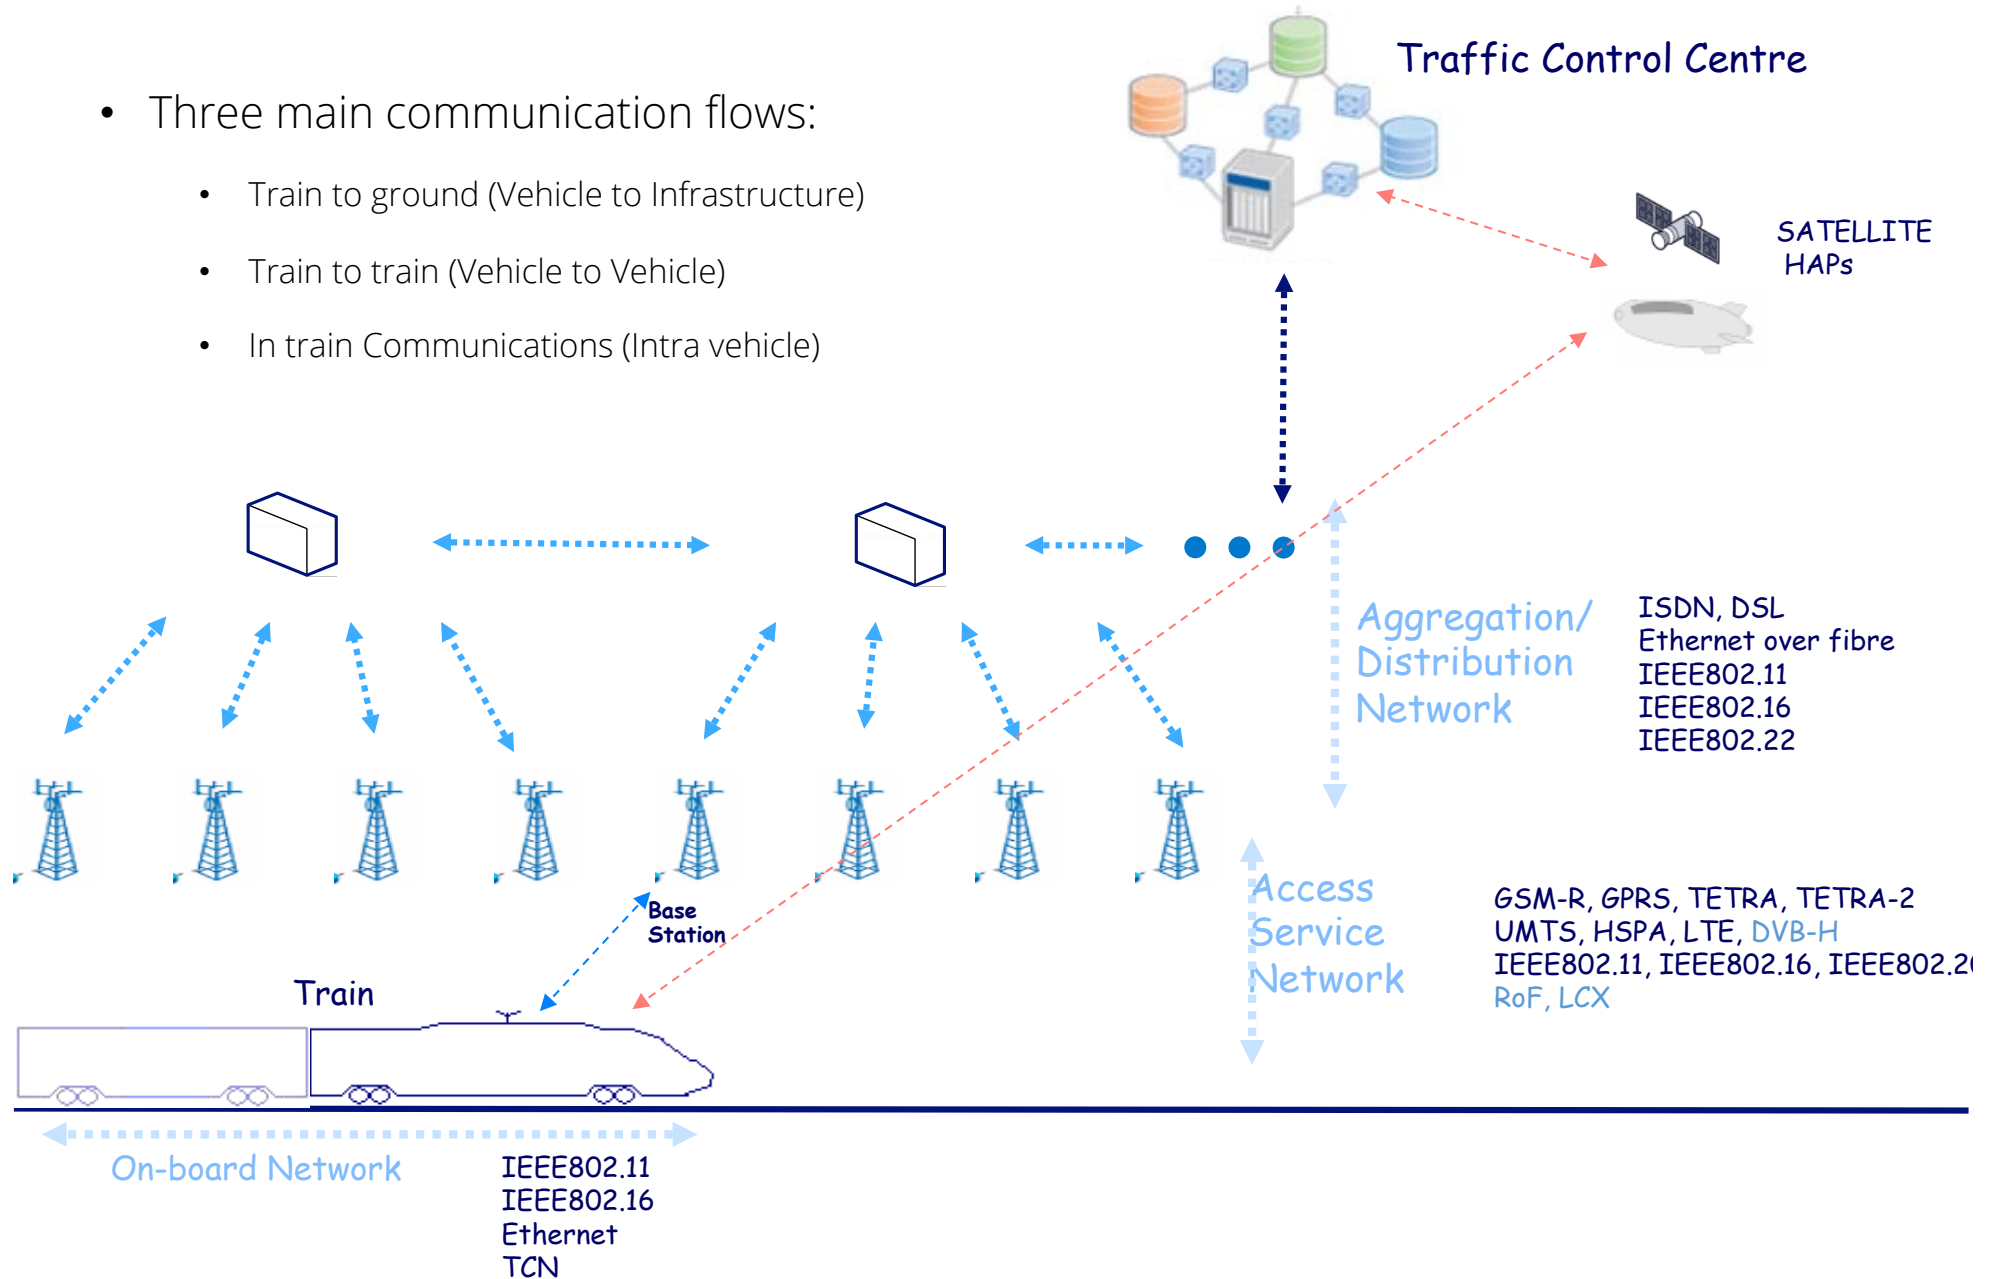 Traffic Control Centre
• Three main communication flows:
• Train to ground (Vehicle to Infrastructure)
• Train to train (Vehicle to Vehicle)
• In train Communications (Intra vehicle)
SATELLITE
HAPs
Aggregation/
Distribution
Network
ISDN, DSL
Ethernet over fibre
IEEE802.11
IEEE802.16
IEEE802.22
Base
Station
Access
Service
Network
GSM-R, GPRS, TETRA, TETRA-2
UMTS, HSPA, LTE, DVB-H
IEEE802.11, IEEE802.16,
RoF, LCX
Train
On-board Network
IEEE802.11
IEEE802.16
Ethernet
TCN